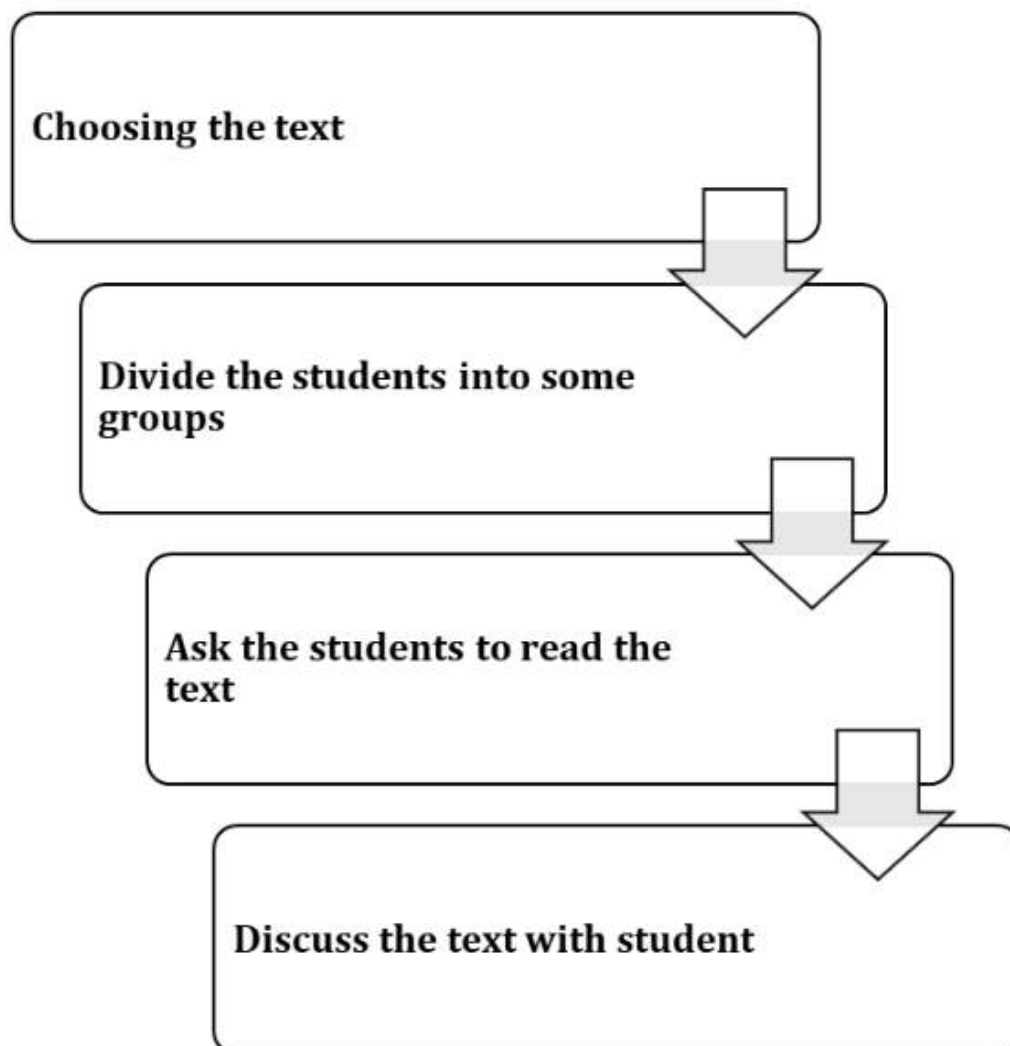 Choosing the text
Divide the students into some
groups
Ask the students to read the
text
Discuss the text with student